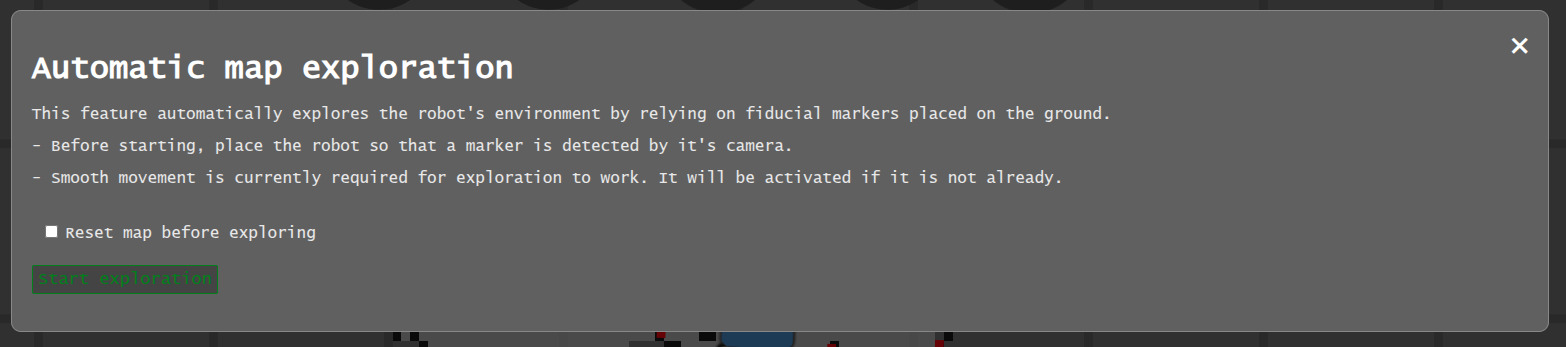 Automatic map exploration
This feature automatically explores the robot's environment by relying on fiducial markers placed on the ground.
- Before starting, place the robot so that a marker is detected by it's camera.
- Smooth movement is currently required for exploration to work. It will be activated if it is not already.
Reset map before exploring
Start exploration